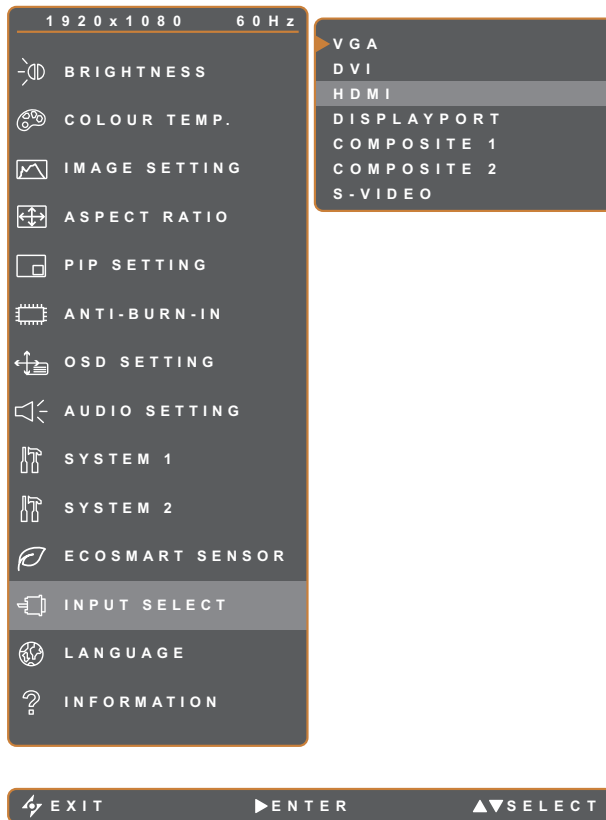 1920x1080 60Hz
BRIGHTNESS
COLOUR TEMP.
IMAGE SETTING
ASPECT RATIO
PIP SETTING
ANTI-BURN-IN
OSD SETTING
AUDIO SETTING
SYSTEM 1
SYSTEM 2
ECOSMART SENSOR
INPUT SELECT
LANGUAGE
INFORMATION
VGA
DVI
HDMI
DISPLAYPORT
COMPOSITE 1
COMPOSITE 2
S-VIDEO
EXIT ▶ENTER ▲▼SELECT